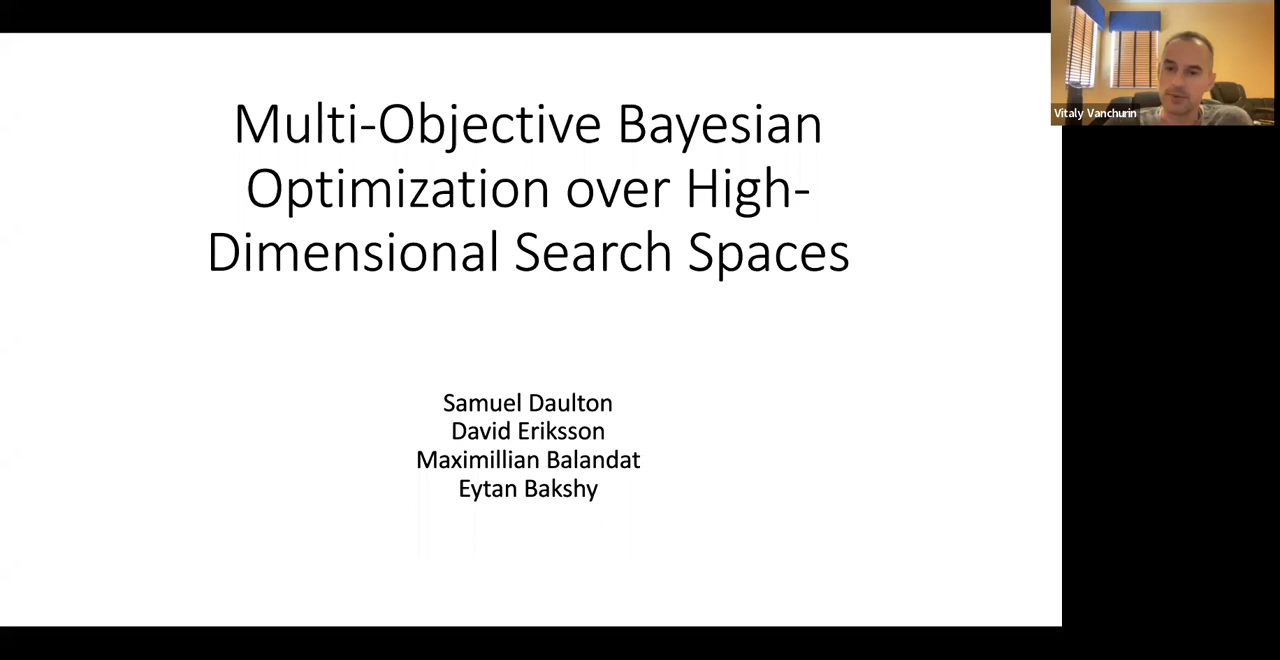 Multi-Objective Bayesian
Optimization over High-
Dimensional Search Spaces
Samuel Daulton
David Eriksson
Maximillian Balandat
Eytan Bakshy
Vitaly Vanchurin